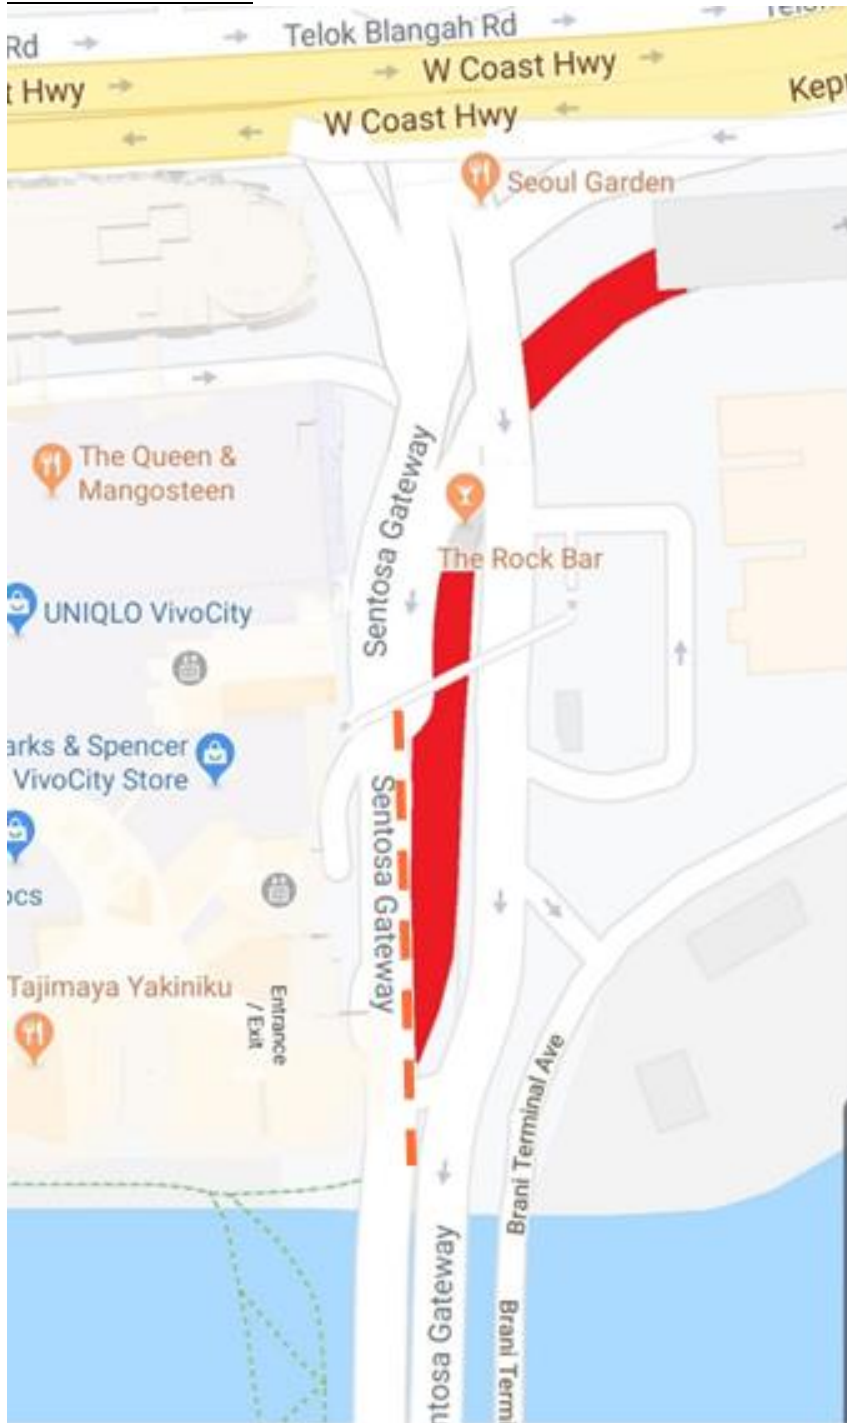 Rd
Telok Blangah Rd
W Coast Hwy
t Hwy
W Coast Hwy
Seoul Garden
The Queen &
Mangosteen
Sentosa Gateway
The Rock Bar
UNIQLO VivoCity
arks & Spencer
VivoCity Store
Sentosa Gateway
ocs
Tajimaya Yakiniku
Entrance
/ Exit
Brani Terminal Ave
ntosa Gateway
Brani Term